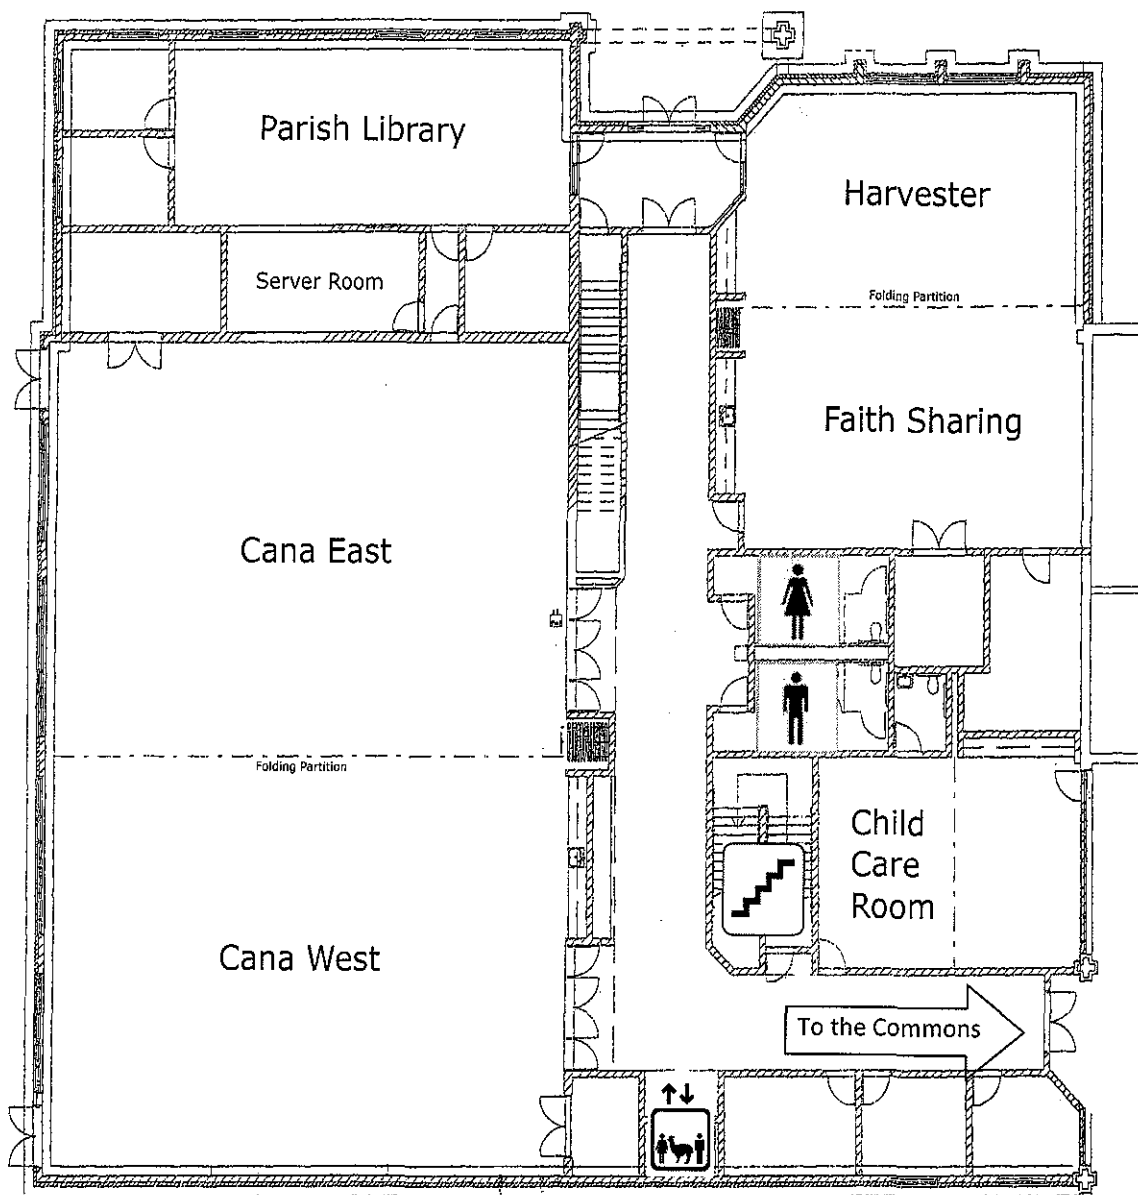 Parish Library
Harvester
Server Room
Folding Partition
Faith Sharing
Cana East
Folding Partition
Child
Care
Room
Cana West
To the Commons